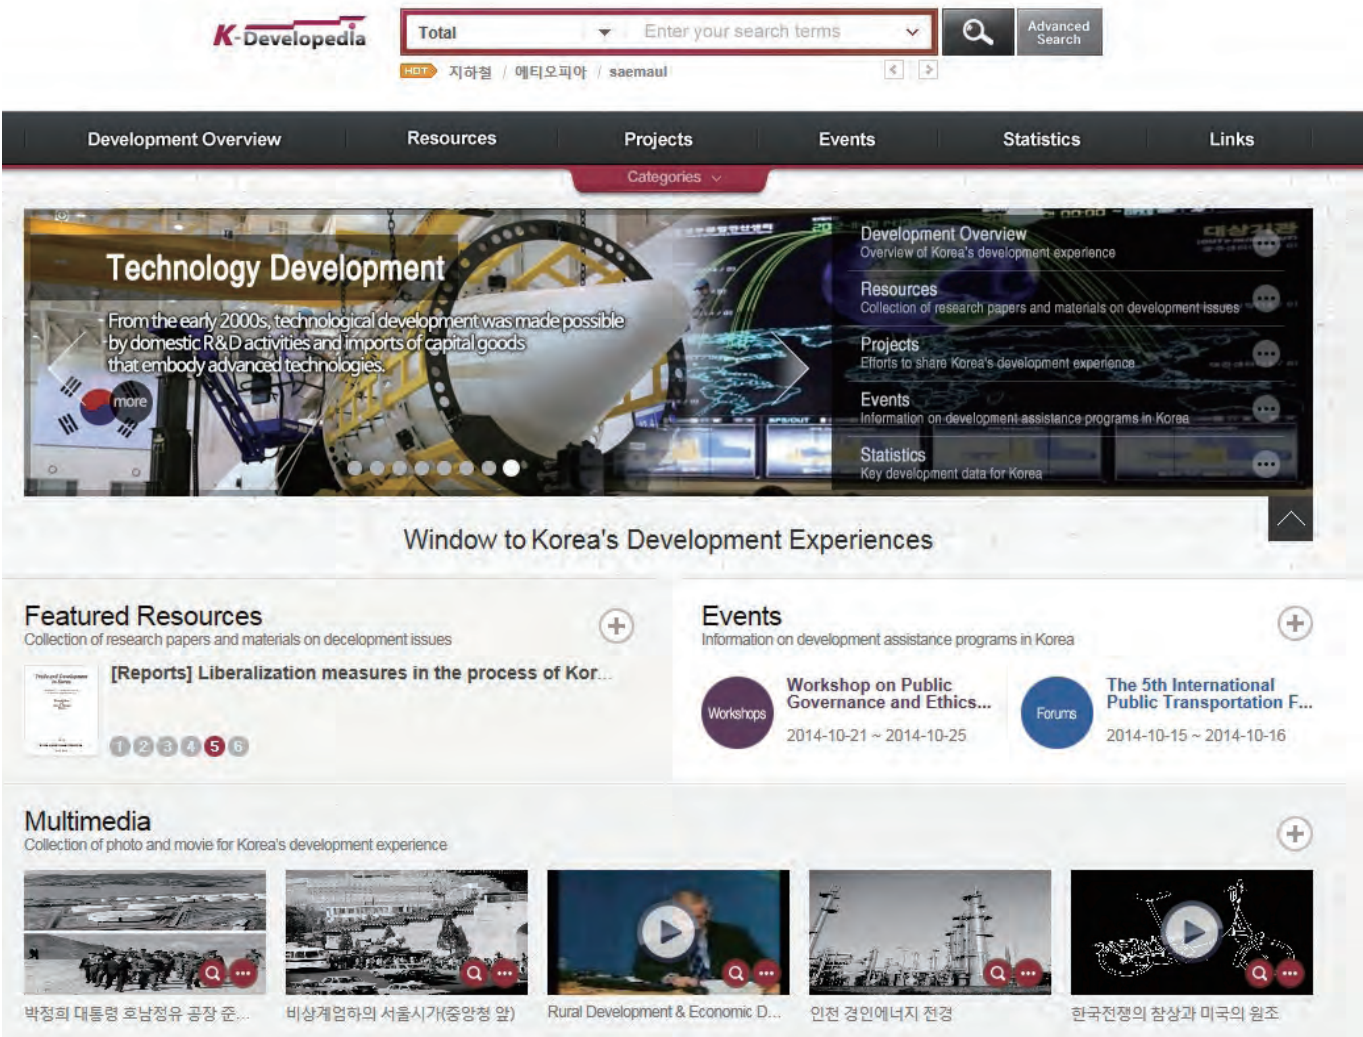 K-Developedia
Total
Enter your search terms
Advanced
Search
HOT 지하철 / 에티오피아 / saemaul
Development Overview
Resources
Projects
Events
Statistics
Links
Categories
Technology Development
From the early 2000s, technological development was made possible
by domestic R&D activities and imports of capital goods
that embody advanced technologies.
more
Development Overview
Overview of Korea's development experience
Resources
Collection of research papers and materials on development issues
Projects
Efforts to share Korea's development experience
Events
Information on development assistance programs in Korea
Statistics
Key development data for Korea
대상기관
Window to Korea's Development Experiences
Featured Resources
Collection of research papers and materials on decelopment issues
[Reports] Liberalization measures in the process of Kor...
1 2 3 4 5 6
Events
Information on development assistance programs in Korea
Workshops
Workshop on Public
Governance and Ethics...
2014-10-21 ~ 2014-10-25
Forums
The 5th International
Public Transportation F...
2014-10-15 ~ 2014-10-16
Multimedia
Collection of photo and movie for Korea's development experience
박정희 대통령 호남정유 공장 준...
비상계엄하의 서울시가(중앙청 앞)
Rural Development & Economic D...
인천 경인에너지 전경
한국전쟁의 참상과 미국의 원조